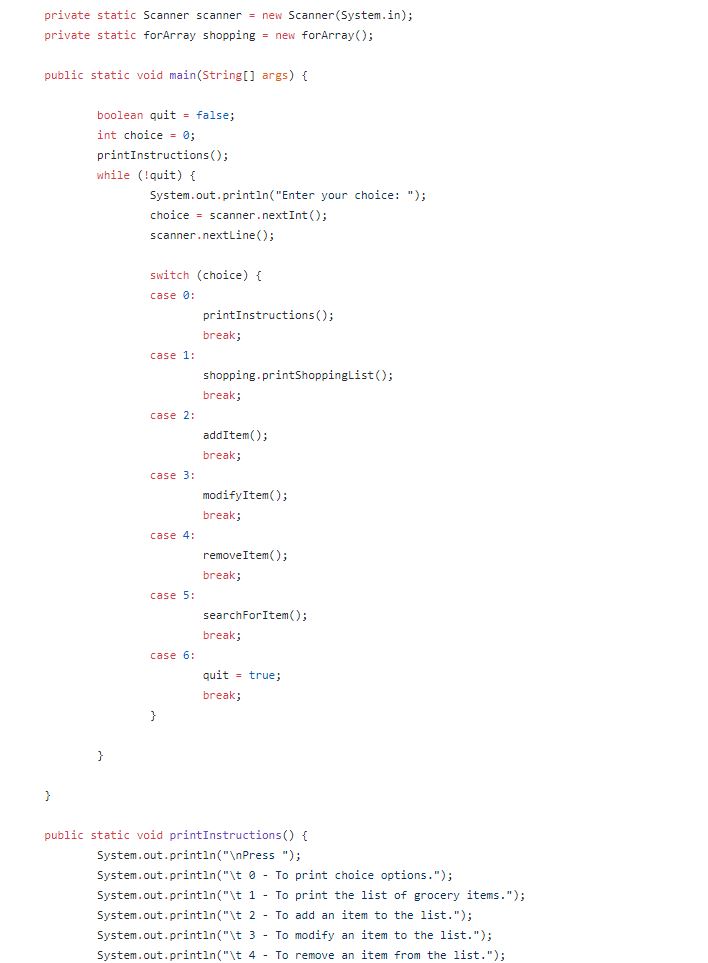 private static Scanner scanner = new Scanner(System.in);
private static forArray shopping = new forArray();
public static void main(String[] args) {
boolean quit = false;
int choice = 0;
printInstructions();
while (!quit) {
System.out.println("Enter your choice: ");
choice = scanner.nextInt();
scanner.nextLine();
switch (choice) {
case 0:
printInstructions();
break;
case 1:
shopping.printShoppingList();
break;
case 2:
addItem();
break;
case 3:
modifyItem();
break;
case 4:
removeItem();
break;
case 5:
searchForItem();
break;
case 6:
quit = true;
break;
}
}
}
public static void printInstructions() {
System.out.println("\nPress ");
System.out.println("\t 0 - To print choice options.");
System.out.println("\t 1 - To print the list of grocery items.");
System.out.println("\t 2 - To add an item to the list.");
System.out.println("\t 3 - To modify an item to the list.");
System.out.println("\t 4 - To remove an item from the list.");